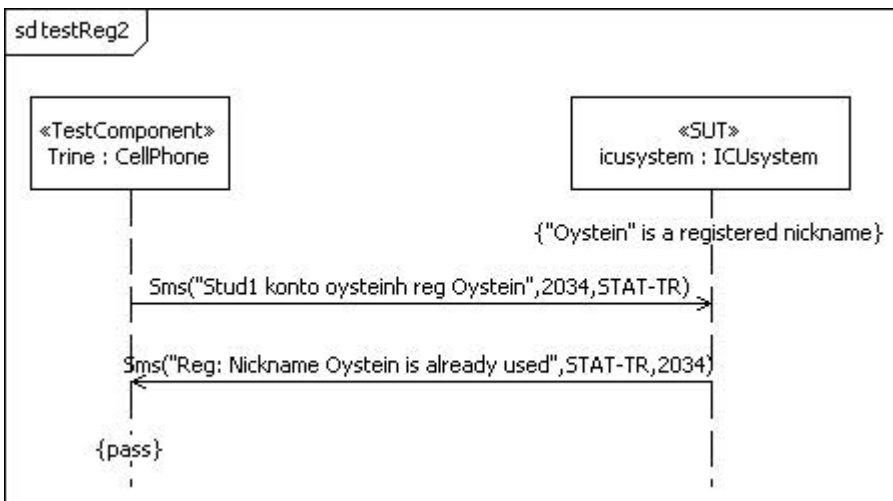 sd testReg2
«TestComponent»
Trine : CellPhone
«SUT»
icusystem : ICUsystem
{"Oystein" is a registered nickname}
Sms("Stud1 konto oysteinh reg Oystein",2034,STAT-TR)
Sms("Reg: Nickname Oystein is already used",STAT-TR,2034)
{pass}